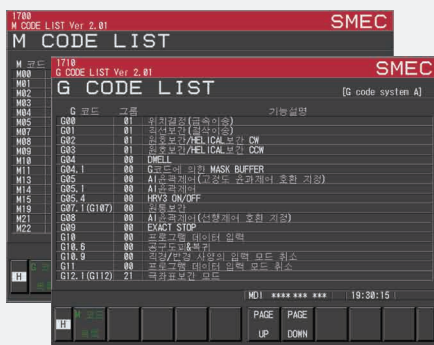 1700
M CODE LIST Ver 2.01
SMEC
M CODE LIST
M 코드
M00
M01
M02
M03
M04
M05
M07
M08
M09
M10
M11
M13
M14
M15
M19
M21
M22
H
1710
G CODE LIST Ver 2.01
SMEC
G CODE LIST
[G code system A]
G 코드 그룹 기능설명
G00 01 위치결정(급속이송)
G01 01 직선보간(절삭이송)
G02 01 원호보간/HELICAL보간 CW
G03 01 원호보간/HELICAL보간 CCW
G04 00 DWELL
G04.1 00 G코드에 의한 MASK BUFFER
G05 00 AI윤곽제어(고정도 윤과제어 호환 지정)
G05.1 00 AI윤곽제어
G05.4 00 HRV3 ON/OFF
G07.1(G107) 00 원통보간
G08 00 AI윤곽제어(선행제어 호환 지정)
G09 00 EXACT STOP
G10 00 프로그램 데이터 입력
G10.6 00 공구도피&복귀
G10.9 00 직경/반경 사양의 입력 모드 취소
G11 00 프로그램 데이터 입력 모드 취소
G12.1(G112) 21 극좌표보간 모드
MDI **** *** *** 19:30:15
H
M 코드
PAGE UP
PAGE DOWN